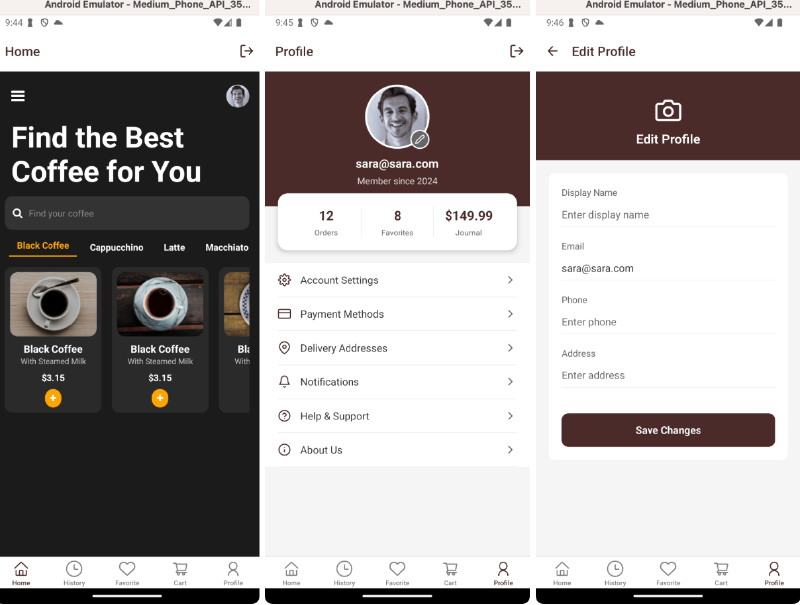 Android Emulator - Medium_Phone_API_35...
9:44
Home
Find the Best
Coffee for You
Find your coffee
Black Coffee Cappucchino Latte Macchiato
Black Coffee
With Steamed Milk
$3.15
+
Black Coffee
With Steamed Milk
$3.15
+
Bla
With
Home History Favorite Cart Profile
Android Emulator - Medium_Phone_API_35...
9:45
Profile
sara@sara.com
Member since 2024
12 8 $149.99
Orders Favorites Journal
Account Settings
Payment Methods
Delivery Addresses
Notifications
Help & Support
About Us
Home History Favorite Cart Profile
Android Emulator - Medium_Phone_API_35...
9:46
Edit Profile
Edit Profile
Display Name
Enter display name
Email
sara@sara.com
Phone
Enter phone
Address
Enter address
Save Changes
Home History Favorite Cart Profile